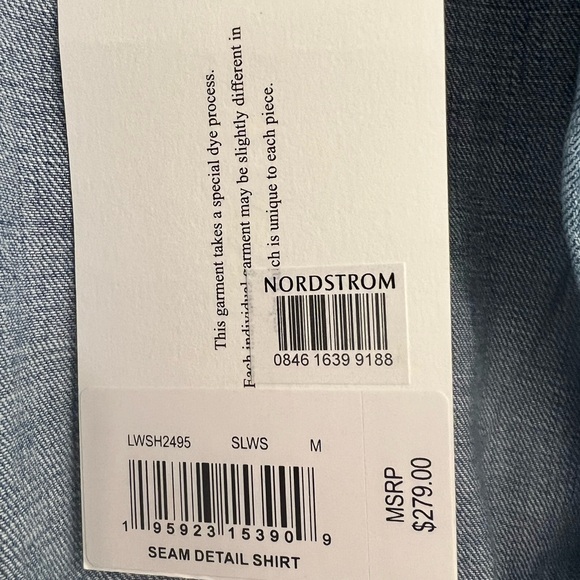 This garment takes a special dye process.
Each individual garment may be slightly different in
which is unique to each piece.
NORDSTROM
0846 1639 9188
LWSH2495 SLWS M
1 95923 15390 9
SEAM DETAIL SHIRT
MSRP
$279.00